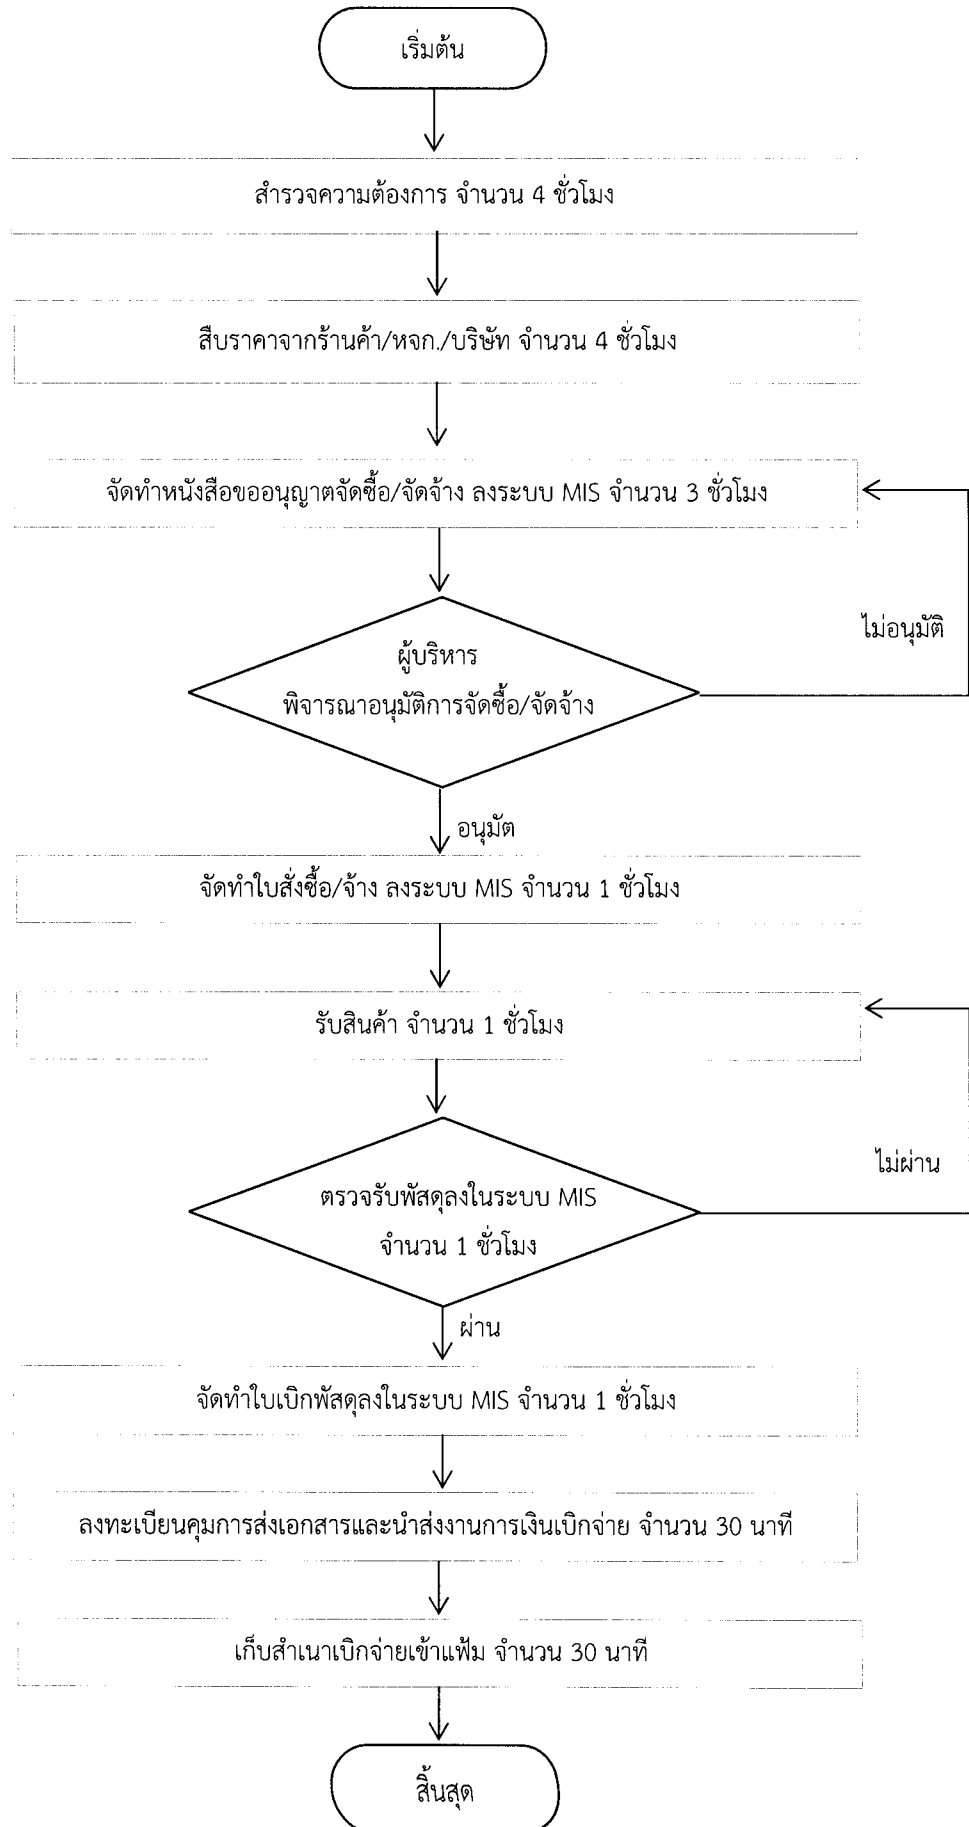 เริ่มต้น
สำรวจความต้องการ จำนวน 4 ชั่วโมง
สืบราคาจากร้านค้า/หจก./บริษัท จำนวน 4 ชั่วโมง
จัดทำหนังสือขออนุญาตจัดซื้อ/จัดจ้าง ลงระบบ MIS จำนวน 3 ชั่วโมง
ไม่อนุมัติ
ผู้บริหาร
พิจารณาอนุมัติการจัดซื้อ/จัดจ้าง
อนุมัต
จัดทำใบสั่งซื้อ/จ้าง ลงระบบ MIS จำนวน 1 ชั่วโมง
รับสินค้า จำนวน 1 ชั่วโมง
ไม่ผ่าน
ตรวจรับพัสดุลงในระบบ MIS
จำนวน 1 ชั่วโมง
ผ่าน
จัดทำใบเบิกพัสดุลงในระบบ MIS จำนวน 1 ชั่วโมง
ลงทะเบียนคุมการส่งเอกสารและนำส่งงานการเงินเบิกจ่าย จำนวน 30 นาที
เก็บสำเนาเบิกจ่ายเข้าแฟ้ม จำนวน 30 นาที
สิ้นสุด